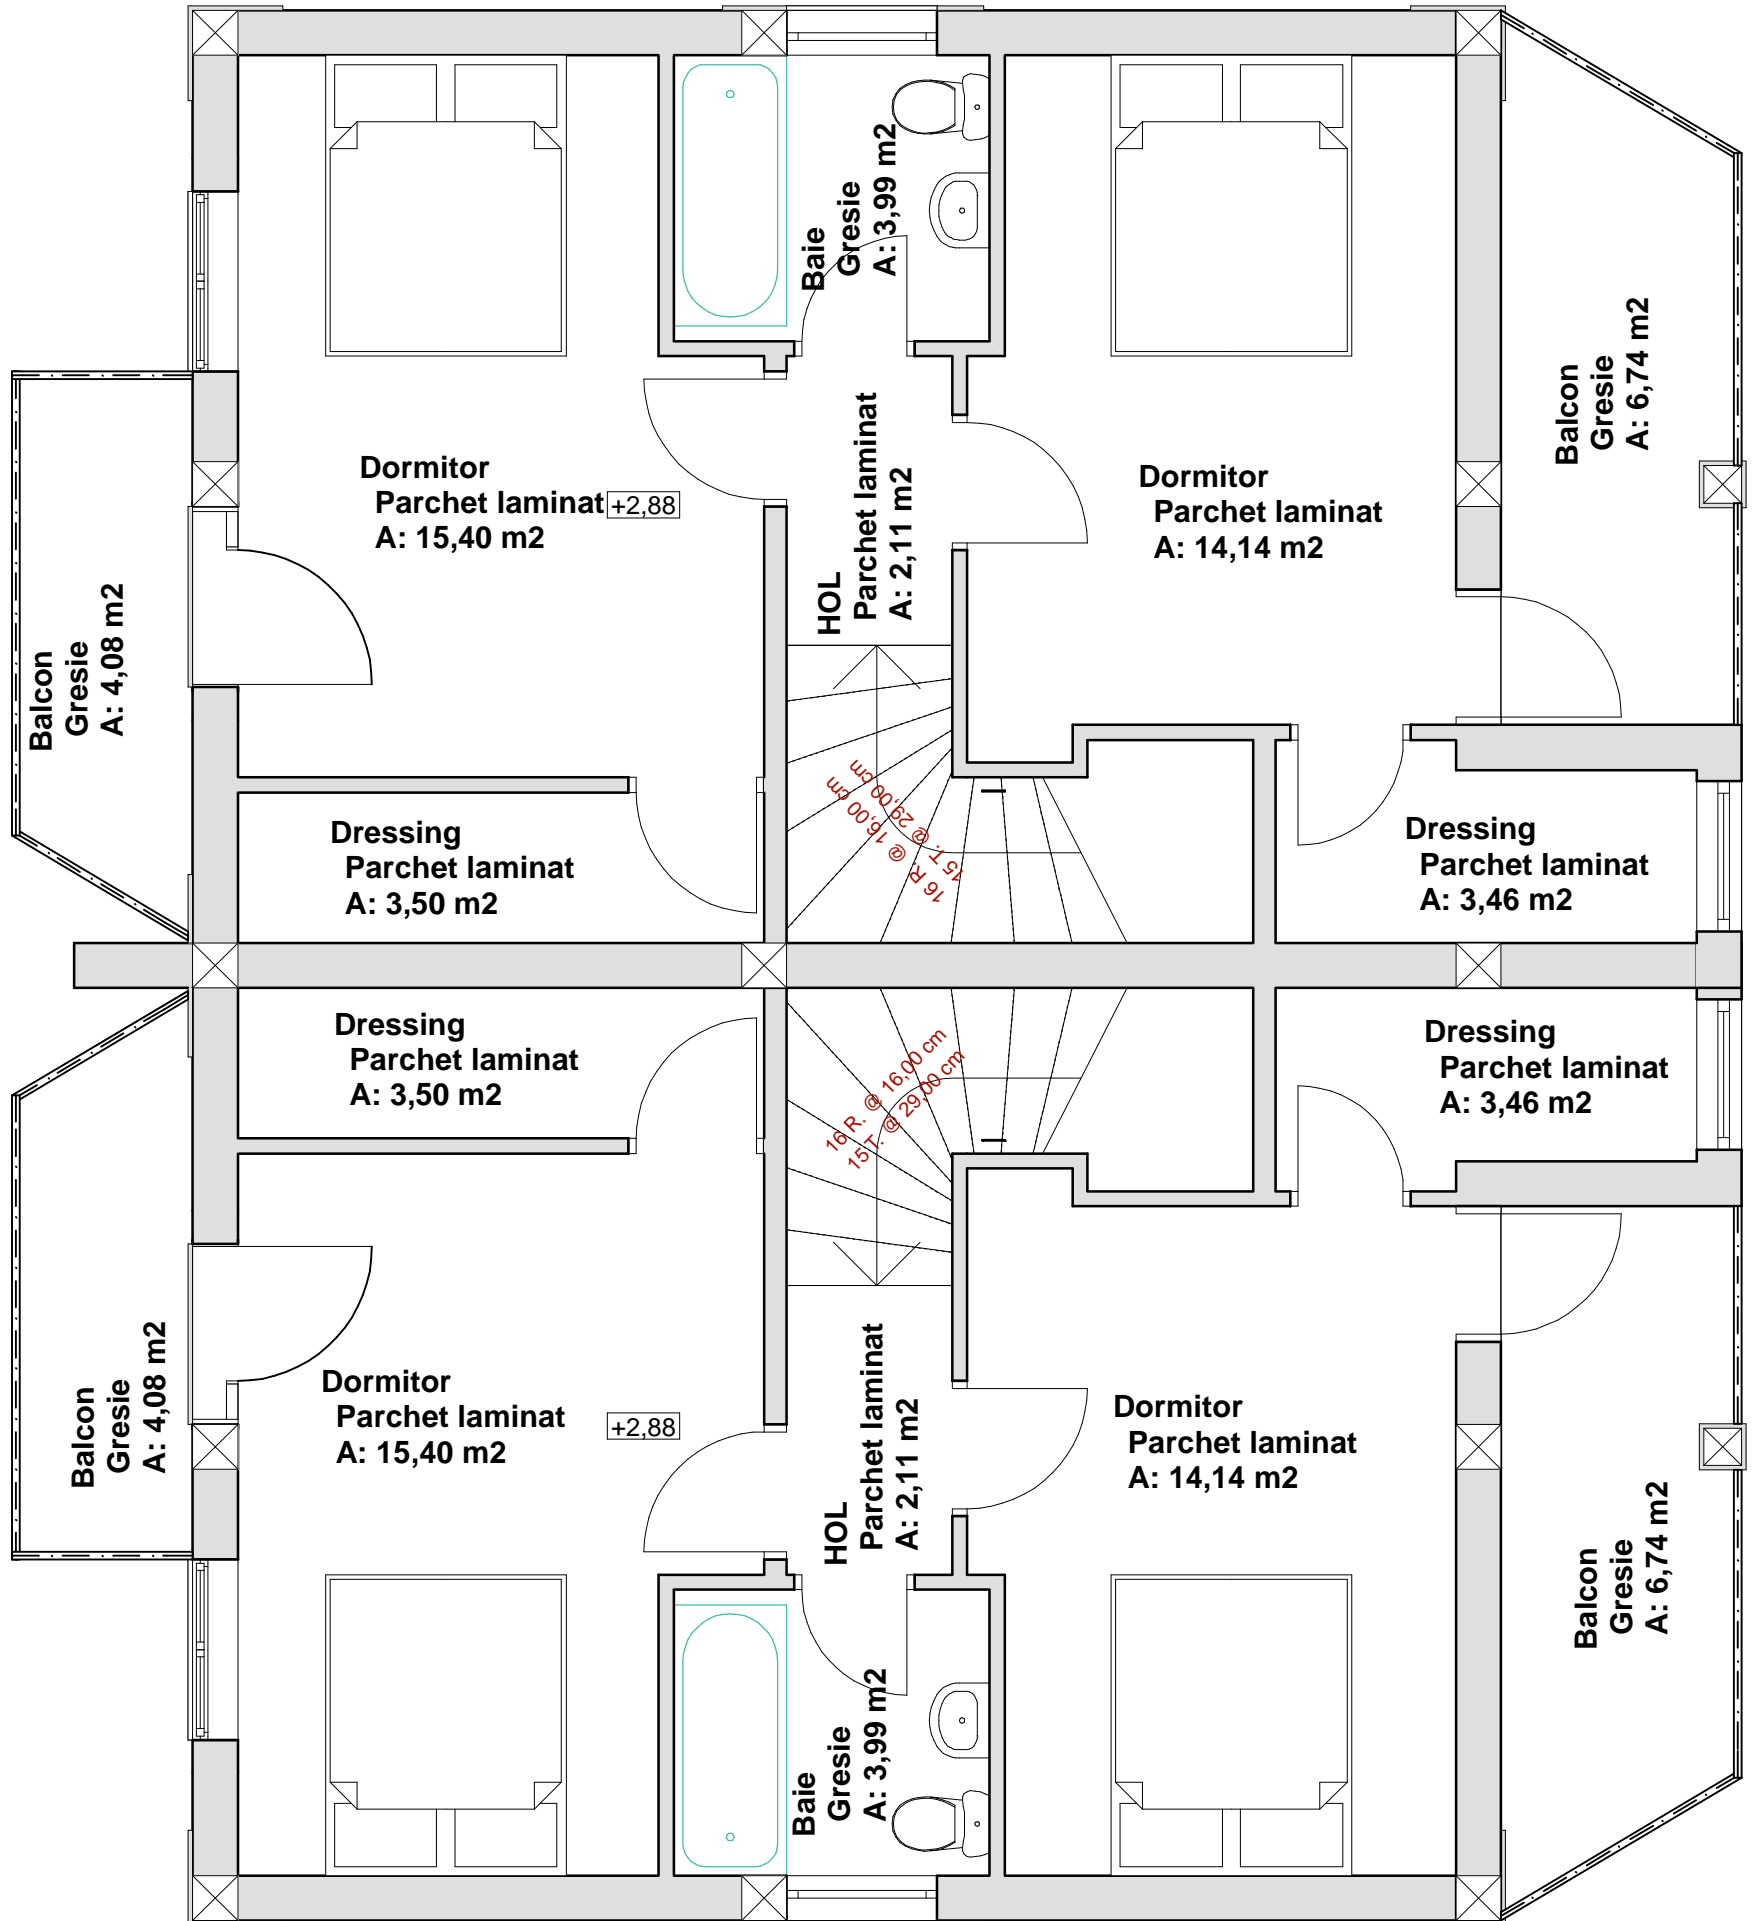 Baie
Gresie
A: 3,99 m2
Balcon
Gresie
A: 6,74 m2
Dormitor
Parchet laminat
A: 15,40 m2
+2,88
HOL
Parchet laminat
A: 2,11 m2
Dormitor
Parchet laminat
A: 14,14 m2
Balcon
Gresie
A: 4,08 m2
16 R. @ 16,00 cm
15 T. @ 29,00 cm
Dressing
Parchet laminat
A: 3,50 m2
Dressing
Parchet laminat
A: 3,46 m2
Dressing
Parchet laminat
A: 3,50 m2
16 R. @ 16,00 cm
15 T. @ 29,00 cm
Dressing
Parchet laminat
A: 3,46 m2
Balcon
Gresie
A: 4,08 m2
Dormitor
Parchet laminat
A: 15,40 m2
+2,88
HOL
Parchet laminat
A: 2,11 m2
Dormitor
Parchet laminat
A: 14,14 m2
Balcon
Gresie
A: 6,74 m2
Baie
Gresie
A: 3,99 m2